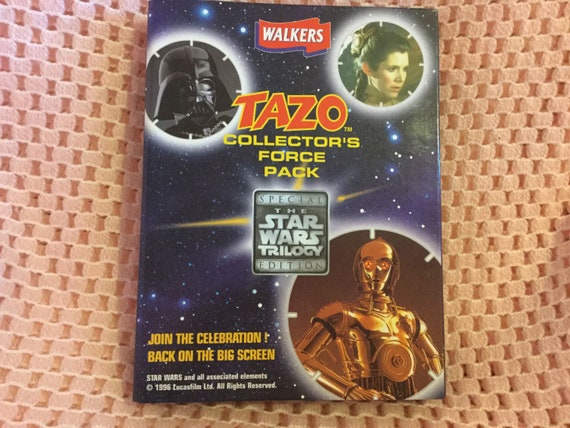 WALKERS
TAZO™
COLLECTOR'S
FORCE
PACK
SPECIAL
THE
STAR
WARS
TRILOGY
EDITION
JOIN THE CELEBRATION !
BACK ON THE BIG SCREEN
STAR WARS and all associated elements
© 1996 Lucasfilm Ltd. All Rights Reserved.